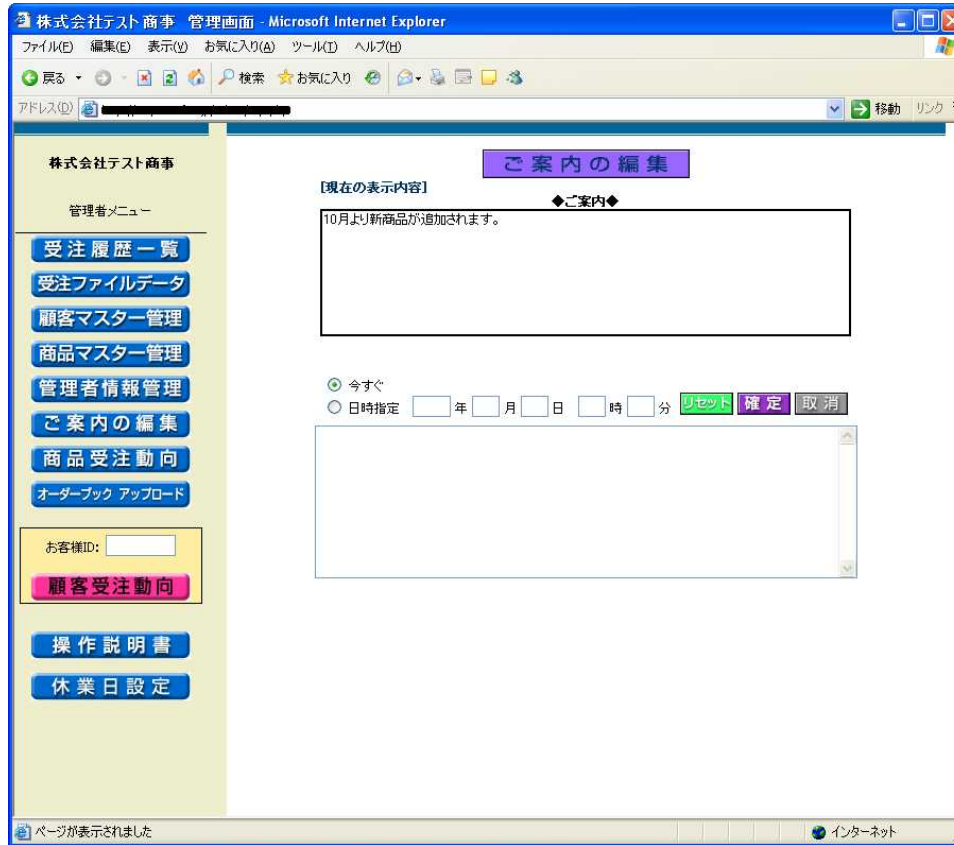 株式会社テスト商事 管理画面 - Microsoft Internet Explorer
ファイル(F) 編集(E) 表示(V) お気に入り(A) ツール(T) ヘルプ(H)
戻る 検索 お気に入り
アドレス(D) 移動 リンク
株式会社テスト商事
管理者メニュー
受注履歴一覧
受注ファイルデータ
顧客マスター管理
商品マスター管理
管理者情報管理
ご案内の編集
商品受注動向
オーダーブック アップロード
お客様ID:
顧客受注動向
操作説明書
休業日設定
ご案内の編集
[現在の表示内容]
◆ご案内◆
10月より新商品が追加されます。
今すぐ
日時指定 年 月 日 時 分 リセット 確定 取消
ページが表示されました インターネット